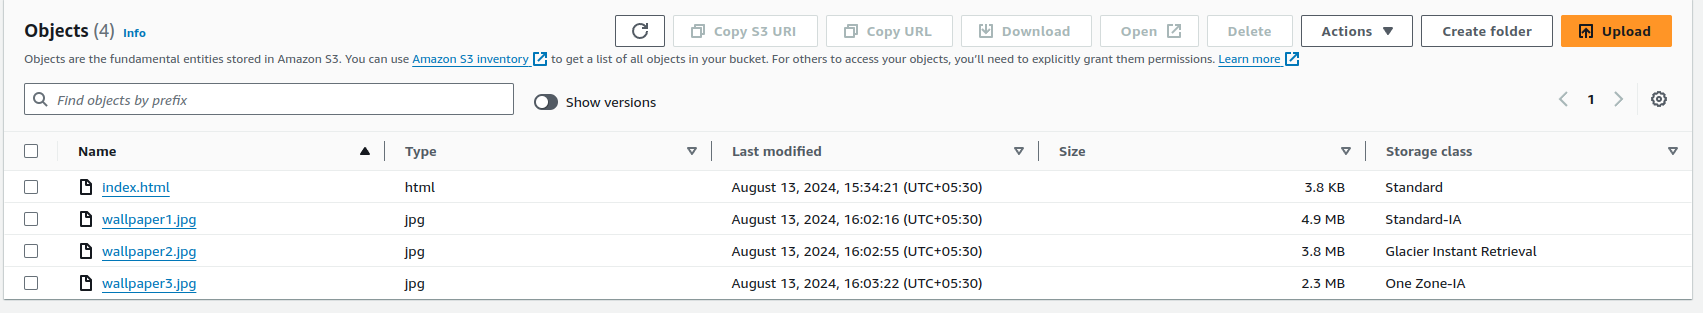 Objects (4) Info
Copy S3 URI Copy URL Download Open Delete Actions Create folder Upload
Objects are the fundamental entities stored in Amazon S3. You can use Amazon S3 inventory to get a list of all objects in your bucket. For others to access your objects, you'll need to explicitly grant them permissions. Learn more
Find objects by prefix Show versions 1
Name Type Last modified Size Storage class
index.html html August 13, 2024, 15:34:21 (UTC+05:30) 3.8 KB Standard
wallpaper1.jpg jpg August 13, 2024, 16:02:16 (UTC+05:30) 4.9 MB Standard-IA
wallpaper2.jpg jpg August 13, 2024, 16:02:55 (UTC+05:30) 3.8 MB Glacier Instant Retrieval
wallpaper3.jpg jpg August 13, 2024, 16:03:22 (UTC+05:30) 2.3 MB One Zone-IA